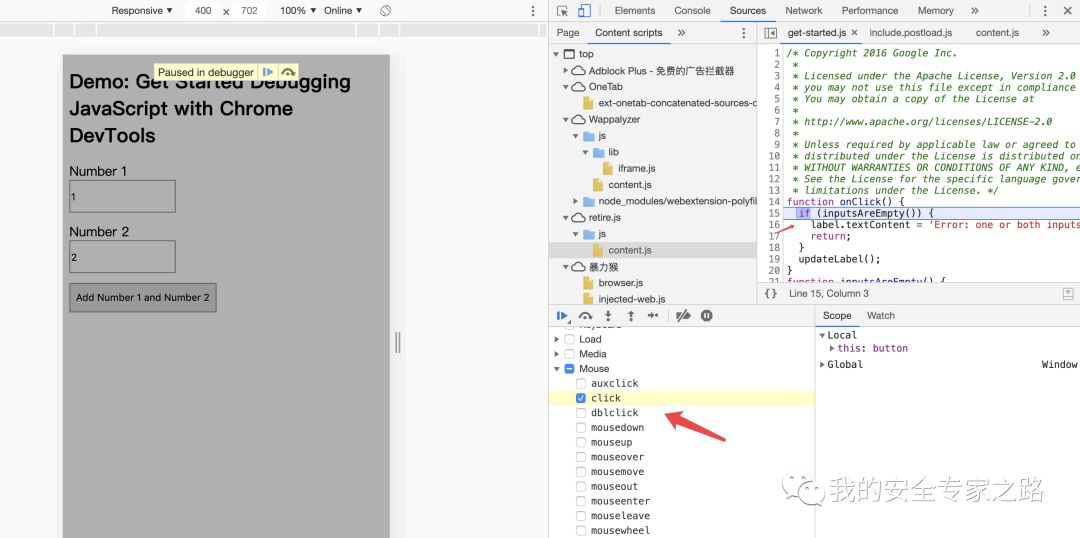 Responsive ▼ 400 × 702 100% ▼ Online ▼
Elements Console Sources Network Performance Memory »
Page Content scripts »
get-started.js × include.postload.js content.js »
Paused in debugger
Demo: Get Started Debugging
JavaScript with Chrome
DevTools
Number 1
1
Number 2
2
Add Number 1 and Number 2
top
Adblock Plus - 免费的广告拦截器
OneTab
ext-onetab-concatenated-sources-c
Wappalyzer
js
lib
iframe.js
content.js
node_modules/webextension-polyfil
retire.js
js
content.js
暴力猴
browser.js
injected-web.js
1 /* Copyright 2016 Google Inc.
2 *
3 * Licensed under the Apache License, Version 2.0
4 * you may not use this file except in compliance
5 * You may obtain a copy of the License at
6 *
7 * http://www.apache.org/licenses/LICENSE-2.0
8 *
9 * Unless required by applicable law or agreed to
10 * distributed under the License is distributed on
11 * WITHOUT WARRANTIES OR CONDITIONS OF ANY KIND, e
12 * See the License for the specific language gover
13 * limitations under the License. */
14 function onClick() {
15 if (inputsAreEmpty()) {
16 label.textContent = 'Error: one or both inputs
17 return;
18 }
19 updateLabel();
20 }
21 function inputsAreEmpty() {
{} Line 15, Column 3
Keyboard
Load
Media
Mouse
auxclick
click
dblclick
mousedown
mouseup
mouseover
mousemove
mouseout
mouseenter
mouseleave
mousewheel
Scope Watch
Local
this: button
Global Window
我的安全专家之路